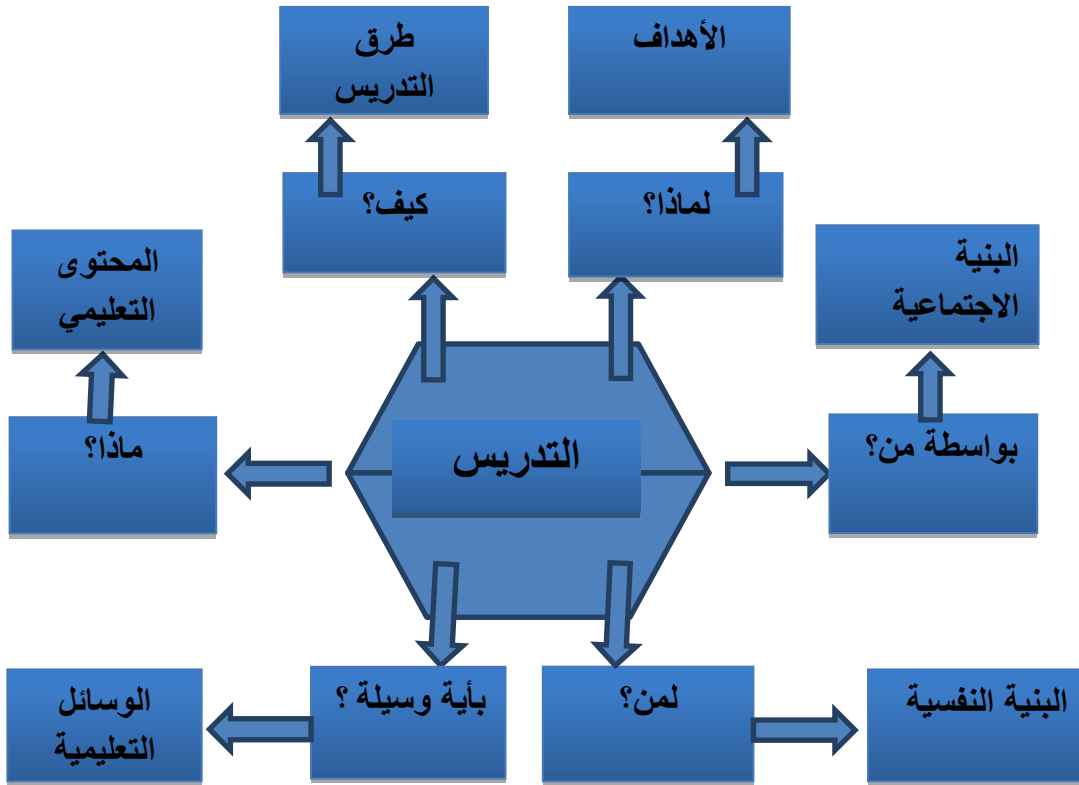 الأهداف
طرق
التدريس
لماذا؟
كيف؟
البنية
الاجتماعية
المحتوى
التعليمي
بواسطة من؟
التدريس
ماذا؟
البنية النفسية
لمن؟
بأية وسيلة ؟
الوسائل
التعليمية